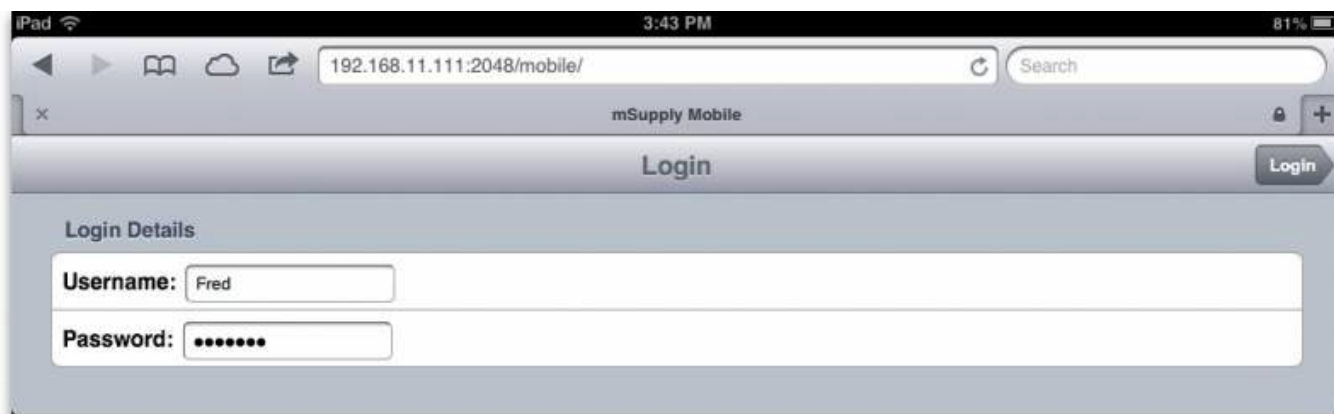 iPad 3:43 PM 81%
192.168.11.111:2048/mobile/ Search
mSupply Mobile
Login Login
Login Details
Username: Fred
Password: •••••••